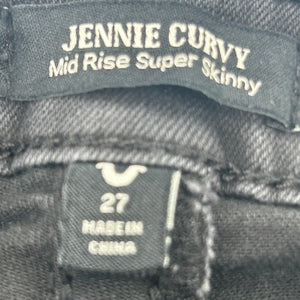 JENNIE CURVY
Mid Rise Super Skinny
27
MADE IN
CHINA